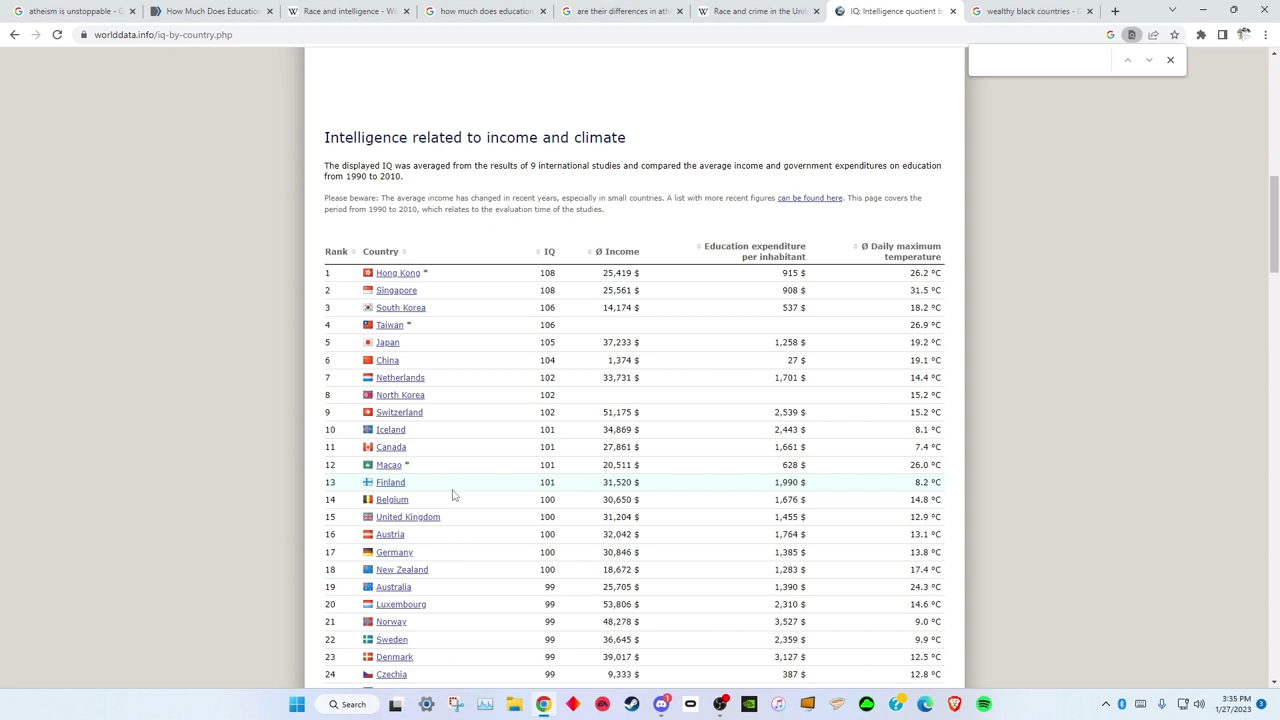 atheism is unstoppable - G
How Much Does Education
Race and intelligence - Wi
how much does education
are their differences in ath
Race and crime in the Unit
IQ: Intelligence quotient b
wealthy black countries - G
worlddata.info/iq-by-country.php
Intelligence related to income and climate
The displayed IQ was averaged from the results of 9 international studies and compared the average income and government expenditures on education
from 1990 to 2010.
Please beware: The average income has changed in recent years, especially in small countries. A list with more recent figures can be found here. This page covers the
period from 1990 to 2010, which relates to the evaluation time of the studies.
Rank Country IQ Ø Income Education expenditure per inhabitant Ø Daily maximum temperature
1 Hong Kong * 108 25,419 $ 915 $ 26.2 °C
2 Singapore 108 25,561 $ 908 $ 31.5 °C
3 South Korea 106 14,174 $ 537 $ 18.2 °C
4 Taiwan * 106 26.9 °C
5 Japan 105 37,233 $ 1,258 $ 19.2 °C
6 China 104 1,374 $ 27 $ 19.1 °C
7 Netherlands 102 33,731 $ 1,701 $ 14.4 °C
8 North Korea 102 15.2 °C
9 Switzerland 102 51,175 $ 2,539 $ 15.2 °C
10 Iceland 101 34,869 $ 2,443 $ 8.1 °C
11 Canada 101 27,861 $ 1,661 $ 7.4 °C
12 Macao * 101 20,511 $ 628 $ 26.0 °C
13 Finland 101 31,520 $ 1,990 $ 8.2 °C
14 Belgium 100 30,650 $ 1,676 $ 14.8 °C
15 United Kingdom 100 31,204 $ 1,455 $ 12.9 °C
16 Austria 100 32,042 $ 1,764 $ 13.1 °C
17 Germany 100 30,846 $ 1,385 $ 13.8 °C
18 New Zealand 100 18,672 $ 1,283 $ 17.4 °C
19 Australia 99 25,705 $ 1,390 $ 24.3 °C
20 Luxembourg 99 53,806 $ 2,310 $ 14.6 °C
21 Norway 99 48,278 $ 3,527 $ 9.0 °C
22 Sweden 99 36,645 $ 2,359 $ 9.9 °C
23 Denmark 99 39,017 $ 3,127 $ 12.5 °C
24 Czechia 99 9,333 $ 387 $ 12.8 °C
Search
3:35 PM
1/27/2023